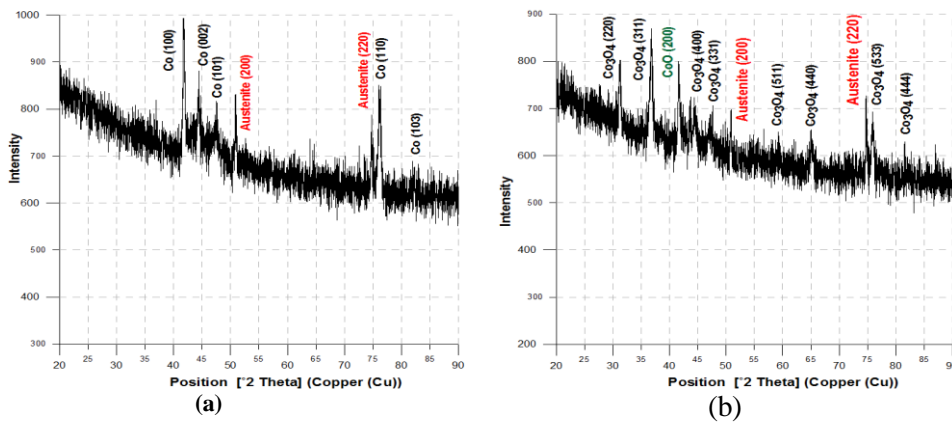 1000
900
800
700
600
500
400
300
Intensity
Co (100)
Co (002)
Co (101)
Austenite (200)
Austenite (220)
Co (110)
Co (103)
20 25 30 35 40 45 50 55 60 65 70 75 80 85 90
Position [°2 Theta] (Copper (Cu))
(a)
900
800
700
600
500
400
300
200
Intensity
Co₃O₄ (220)
Co₃O₄ (311)
CoO (200)
Co₃O₄ (400)
Co₃O₄ (331)
Austenite (200)
Co₃O₄ (511)
Co₃O₄ (440)
Austenite (220)
Co₃O₄ (533)
Co₃O₄ (444)
20 25 30 35 40 45 50 55 60 65 70 75 80 85 90
Position [°2 Theta] (Copper (Cu))
(b)